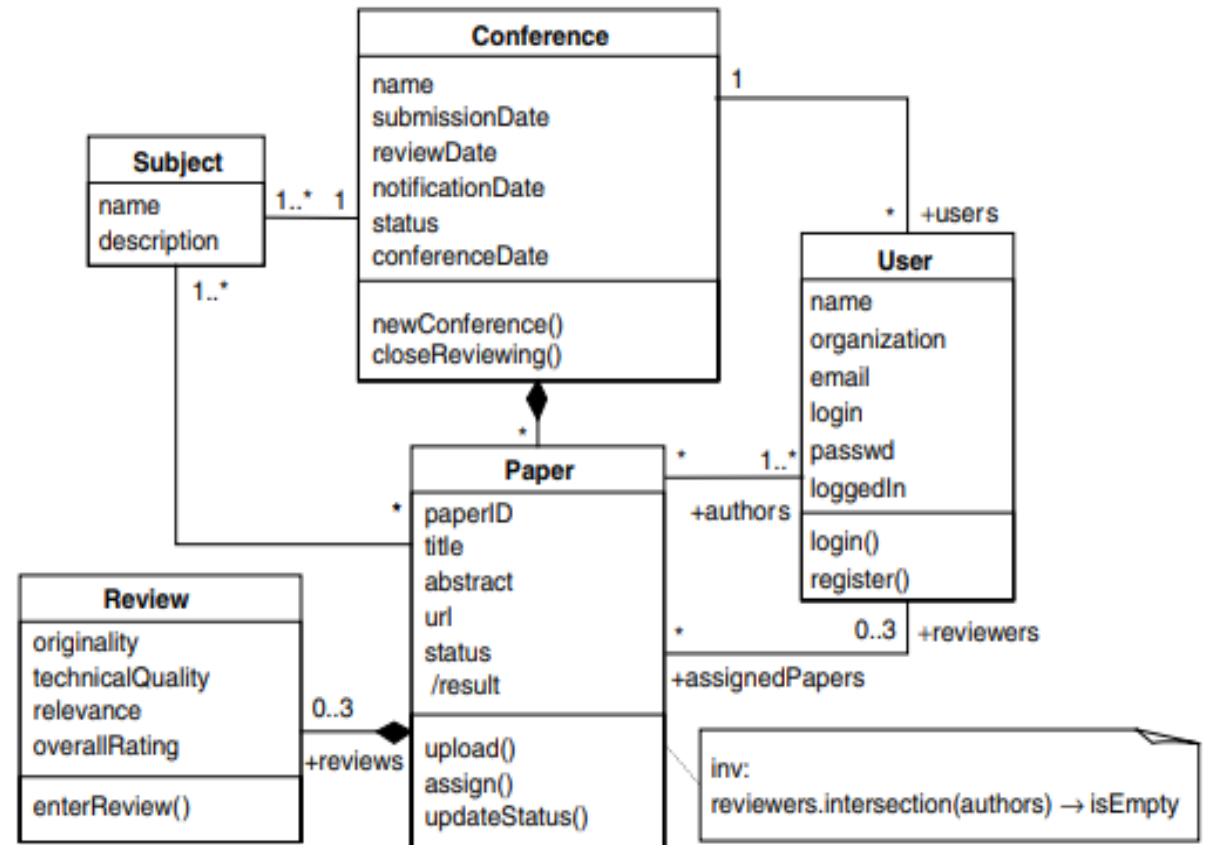 Conference
name
submissionDate
reviewDate
notificationDate
status
conferenceDate
newConference()
closeReviewing()
1
* +users
Subject
name
description
1..* 1
1..*
*
User
name
organization
email
login
passwd
loggedIn
login()
register()
*
Paper
paperID
title
abstract
url
status
/result
upload()
assign()
updateStatus()
* 1..*
+authors
* 0..3 +reviewers
+assignedPapers
Review
originality
technicalQuality
relevance
overallRating
enterReview()
0..3
+reviews
inv:
reviewers.intersection(authors) → isEmpty